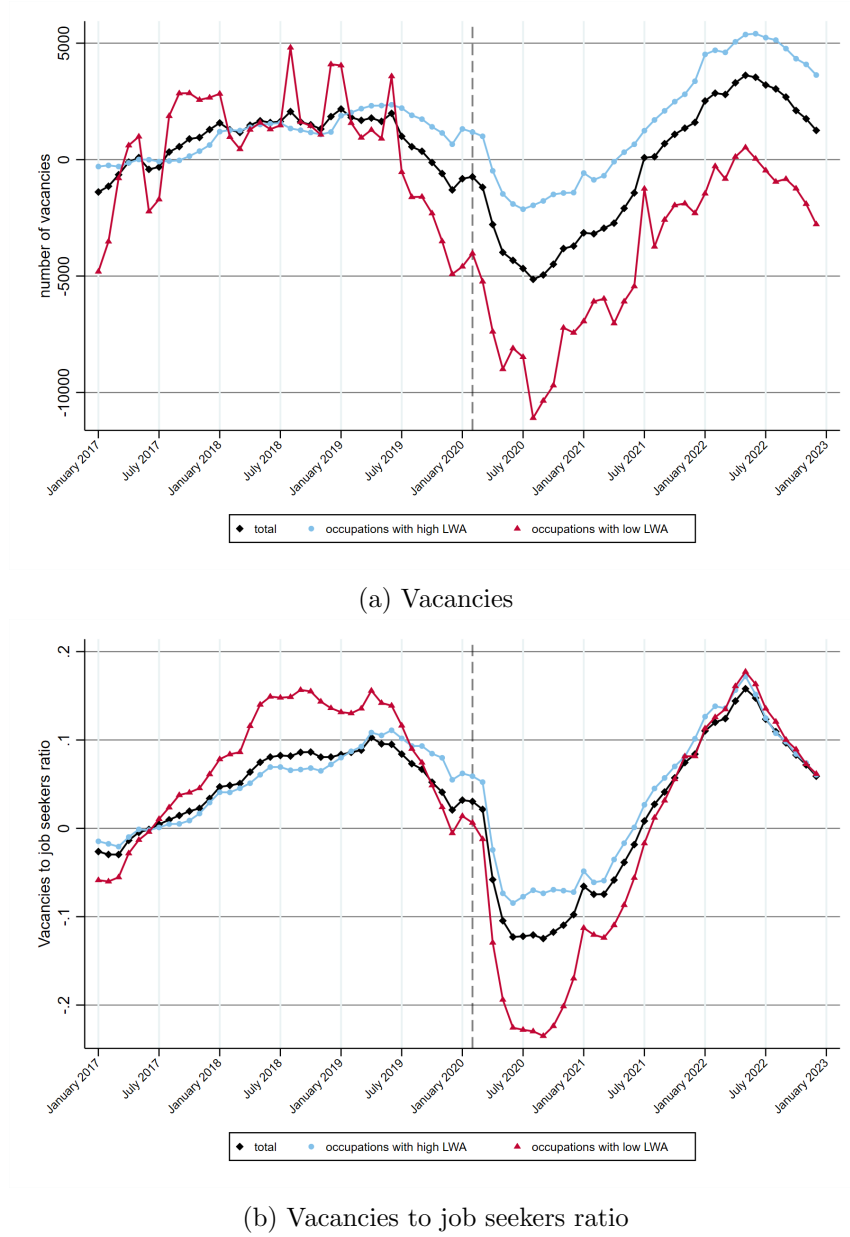 number of vacancies
5000
0
-5000
-10000
January 2017
July 2017
January 2018
July 2018
January 2019
July 2019
January 2020
July 2020
January 2021
July 2021
January 2022
July 2022
January 2023
total occupations with high LWA occupations with low LWA
(a) Vacancies
Vacancies to job seekers ratio
.2
.1
0
-.1
-.2
January 2017
July 2017
January 2018
July 2018
January 2019
July 2019
January 2020
July 2020
January 2021
July 2021
January 2022
July 2022
January 2023
total occupations with high LWA occupations with low LWA
(b) Vacancies to job seekers ratio